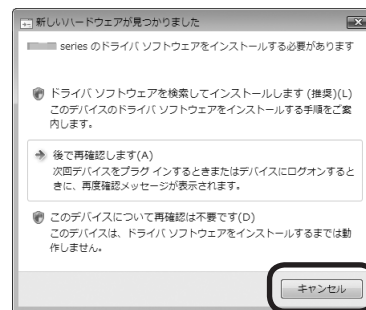 新しいハードウェアが見つかりました
series のドライバ ソフトウェアをインストールする必要があります
ドライバ ソフトウェアを検索してインストールします (推奨)(L)
このデバイスのドライバ ソフトウェアをインストールする手順をご案
内します。
後で再確認します(A)
次回デバイスをプラグ インするときまたはデバイスにログオンすると
きに、再度確認メッセージが表示されます。
このデバイスについて再確認は不要です(D)
このデバイスは、ドライバ ソフトウェアをインストールするまでは動
作しません。
キャンセル